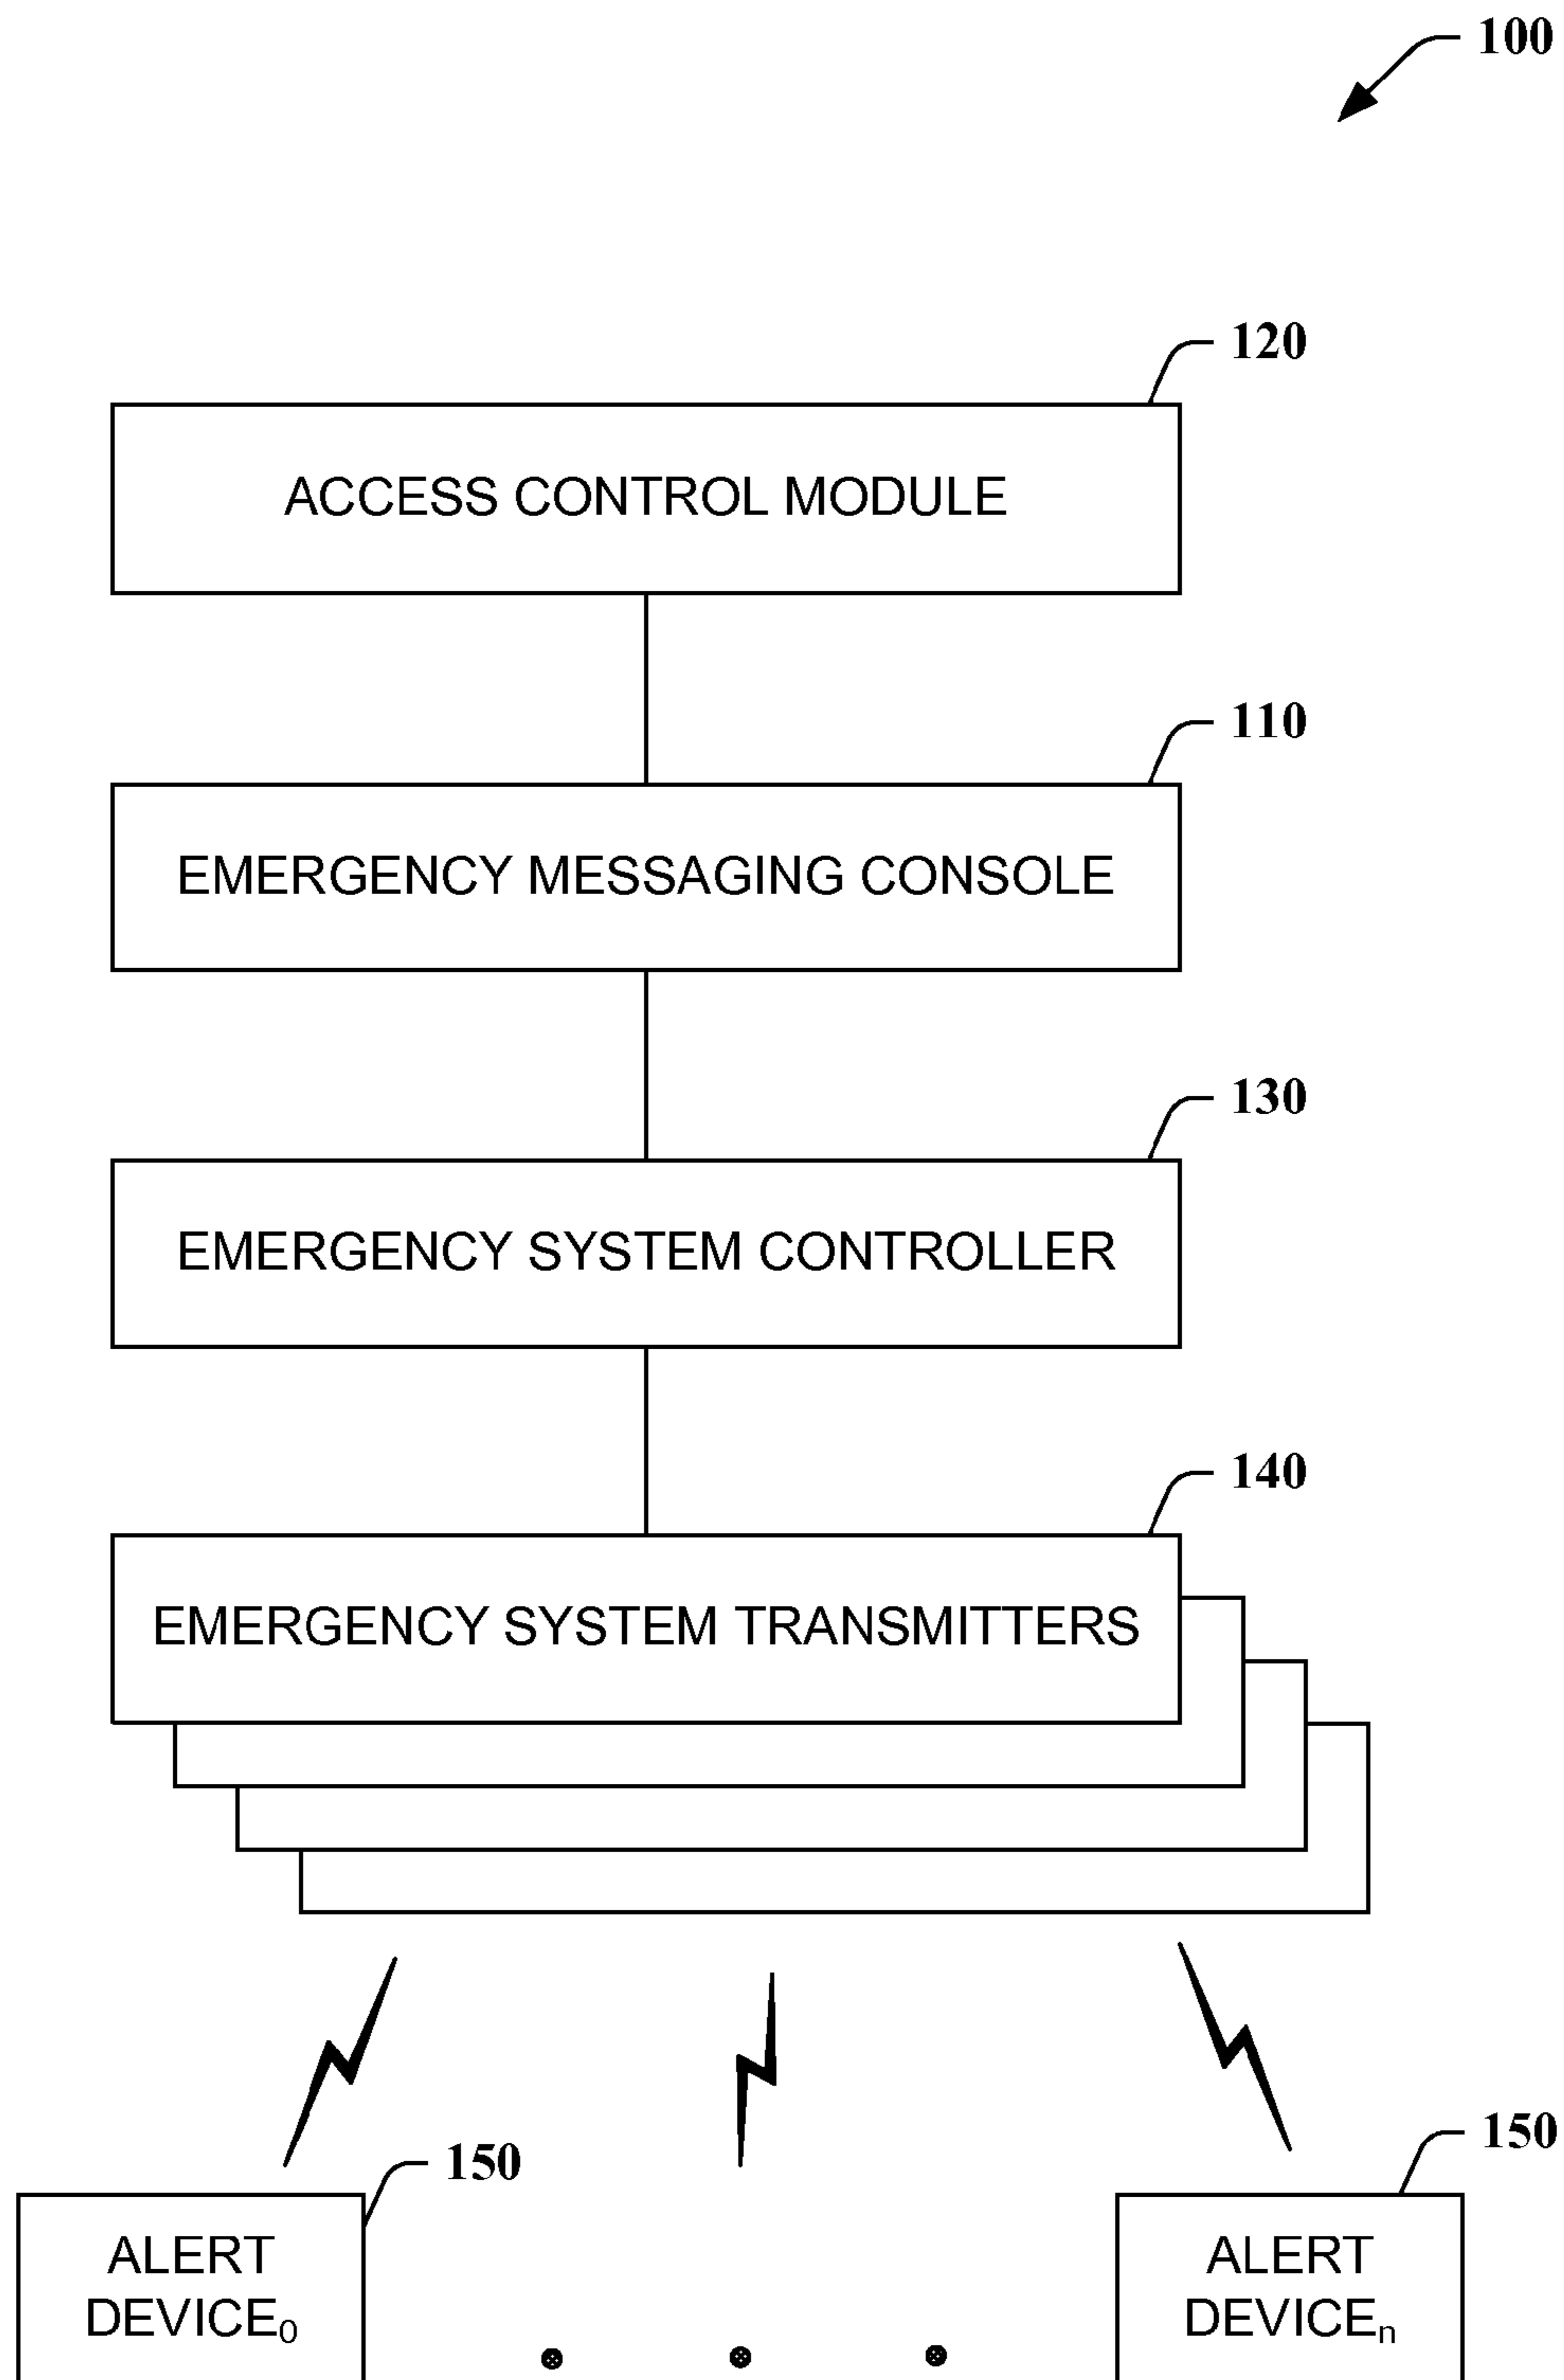 100
120
ACCESS CONTROL MODULE
110
EMERGENCY MESSAGING CONSOLE
130
EMERGENCY SYSTEM CONTROLLER
140
EMERGENCY SYSTEM TRANSMITTERS
150
ALERT
DEVICE0
150
ALERT
DEVICEn